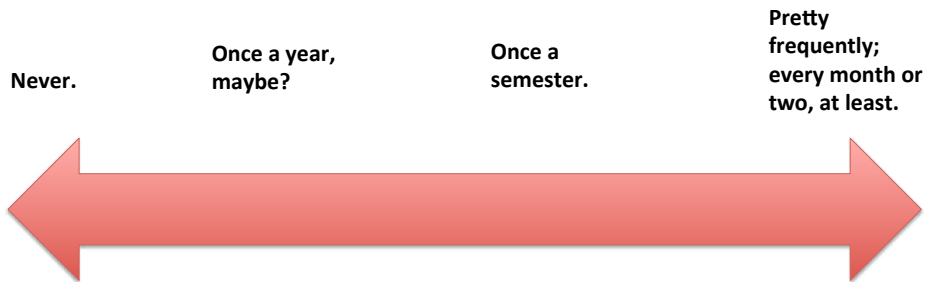 Never.
Once a year,
maybe?
Once a
semester.
Pretty
frequently;
every month or
two, at least.